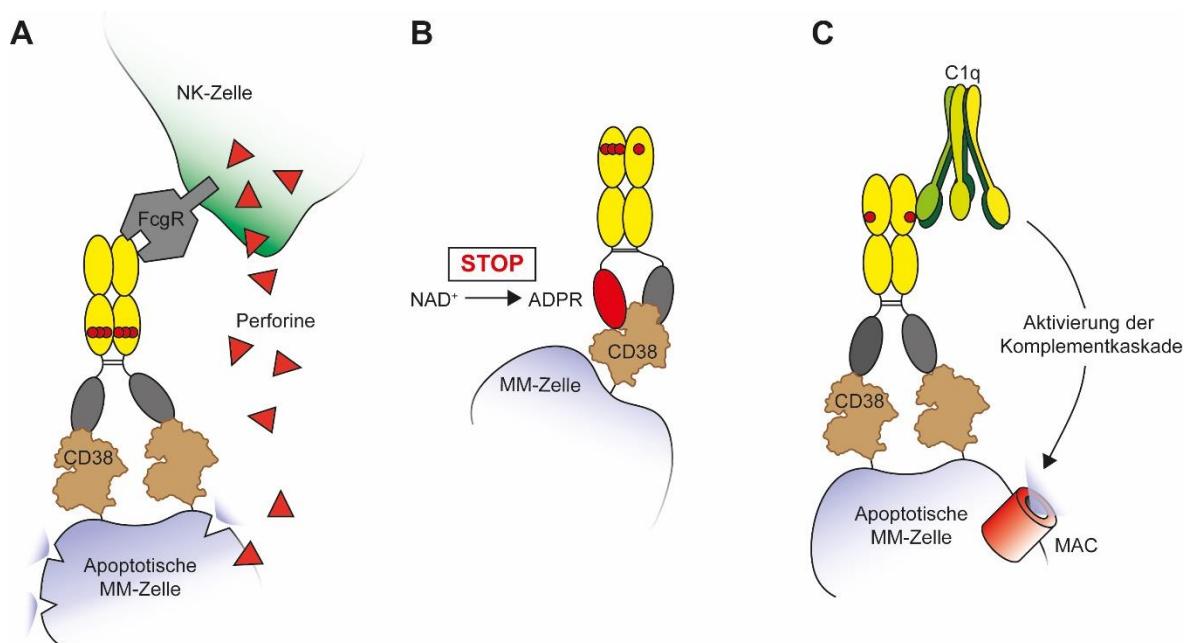 A
NK-Zelle
FcgR
Perforine
CD38
Apoptotische
MM-Zelle
B
STOP
NAD⁺
ADPR
CD38
MM-Zelle
C
C1q
Aktivierung der
Komplementkaskade
CD38
Apoptotische
MM-Zelle
MAC